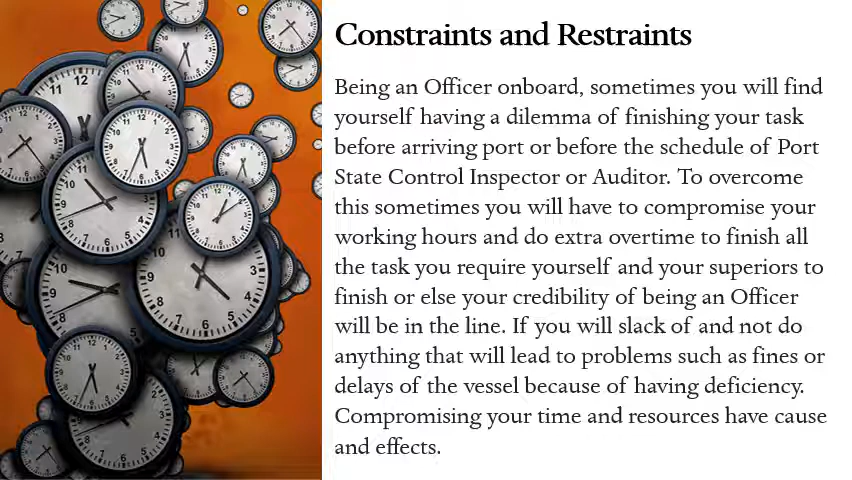 Constraints and Restraints
Being an Officer onboard, sometimes you will find
yourself having a dilemma of finishing your task
before arriving port or before the schedule of Port
State Control Inspector or Auditor. To overcome
this sometimes you will have to compromise your
working hours and do extra overtime to finish all
the task you require yourself and your superiors to
finish or else your credibility of being an Officer
will be in the line. If you will slack of and not do
anything that will lead to problems such as fines or
delays of the vessel because of having deficiency.
Compromising your time and resources have cause
and effects.